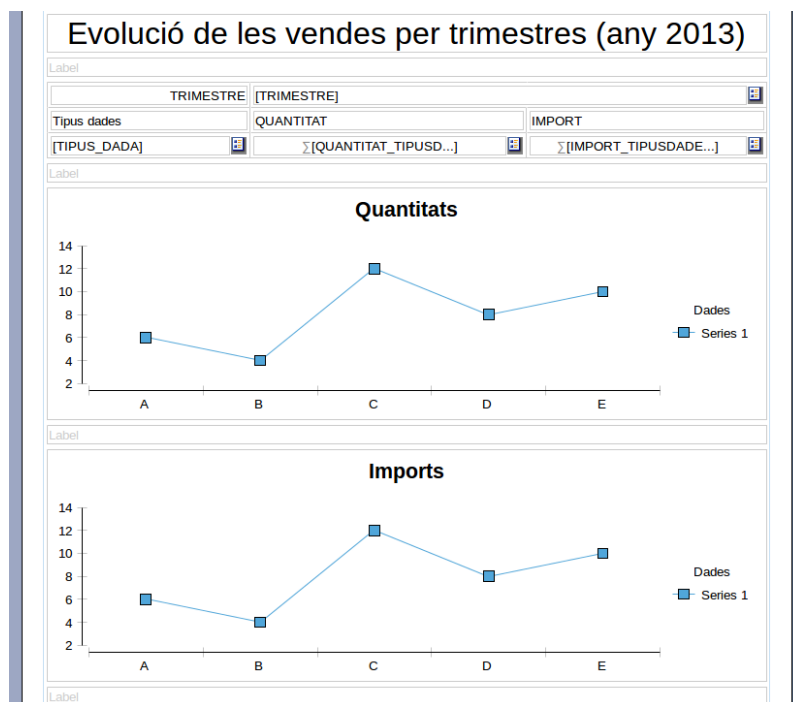 Evolució de les vendes per trimestres (any 2013)
Label
TRIMESTRE [TRIMESTRE]
Tipus dades QUANTITAT IMPORT
[TIPUS_DADA] ∑[QUANTITAT_TIPUSD...] ∑[IMPORT_TIPUSDADE...]
Label
Quantitats
14
12
10
8
6
4
2
A B C D E
Dades
Series 1
Label
Imports
14
12
10
8
6
4
2
A B C D E
Dades
Series 1
Label